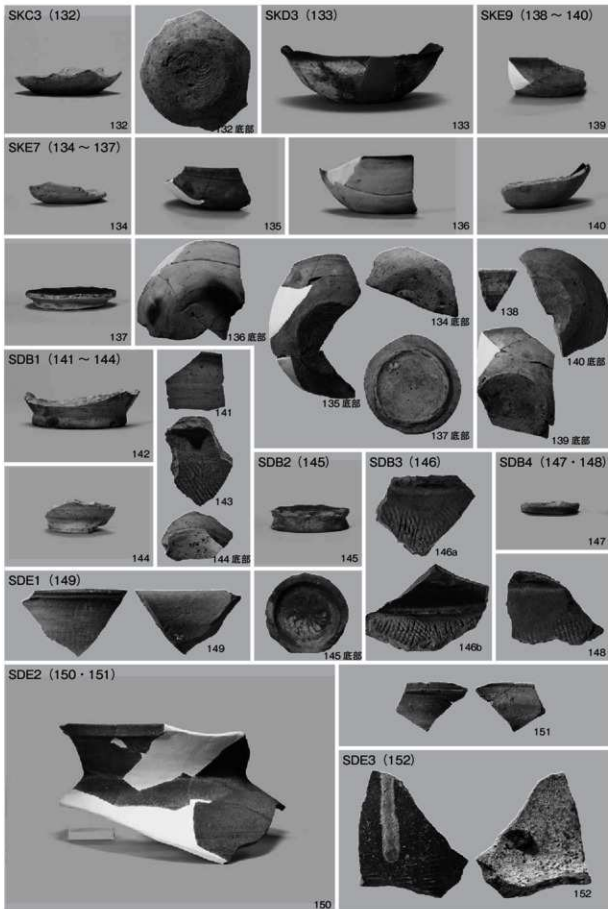 SKC3（132）
132
132 底部
SKD3（133）
133
SKE9（138 ～ 140）
139
SKE7（134 ～ 137）
134
135
136
140
137
136 底部
135 底部
134 底部
137 底部
138
140 底部
139 底部
SDB1（141 ～ 144）
142
141
143
144
144 底部
SDB2（145）
145
145 底部
SDB3（146）
146a
146b
SDB4（147・148）
147
148
SDE1（149）
149
SDE2（150・151）
150
151
SDE3（152）
152